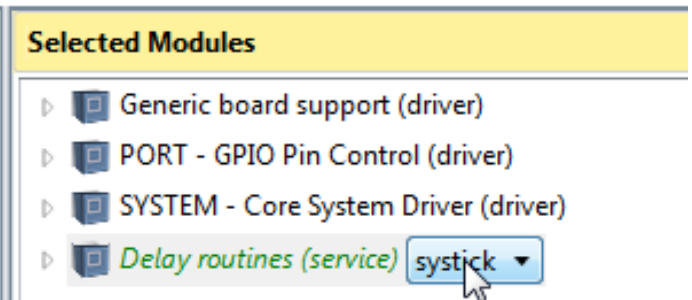 Selected Modules
Generic board support (driver)
PORT - GPIO Pin Control (driver)
SYSTEM - Core System Driver (driver)
Delay routines (service) systick